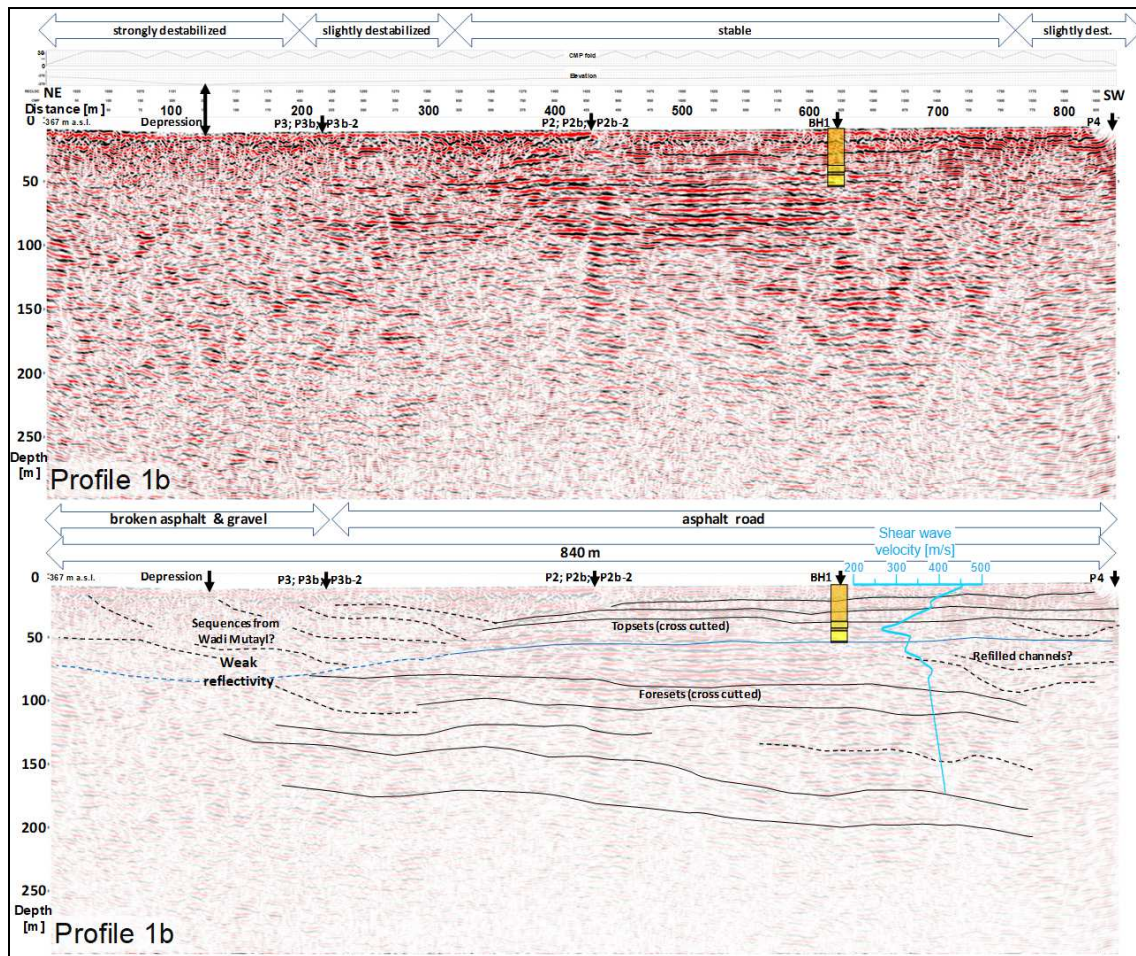 strongly destabilized slightly destabilized stable slightly dest.
CMP fold
Elevation
NE SW
Distance [m] 100 200 300 400 500 600 700 800
0 -367 m a.s.l. Depression P3; P3b; P3b-2 P2; P2b; P2b-2 BH1 P4
50
100
150
200
250
Depth
[m]
Profile 1b
broken asphalt & gravel asphalt road
840 m
Shear wave
velocity [m/s]
0 -367 m a.s.l. Depression P3; P3b; P3b-2 P2; P2b; P2b-2 BH1 200 300 400 500 P4
Sequences from
Wadi Mutayl?
Topsets (cross cutted)
50
Weak
reflectivity
Refilled channels?
Foresets (cross cutted)
100
150
200
250
Depth
[m]
Profile 1b